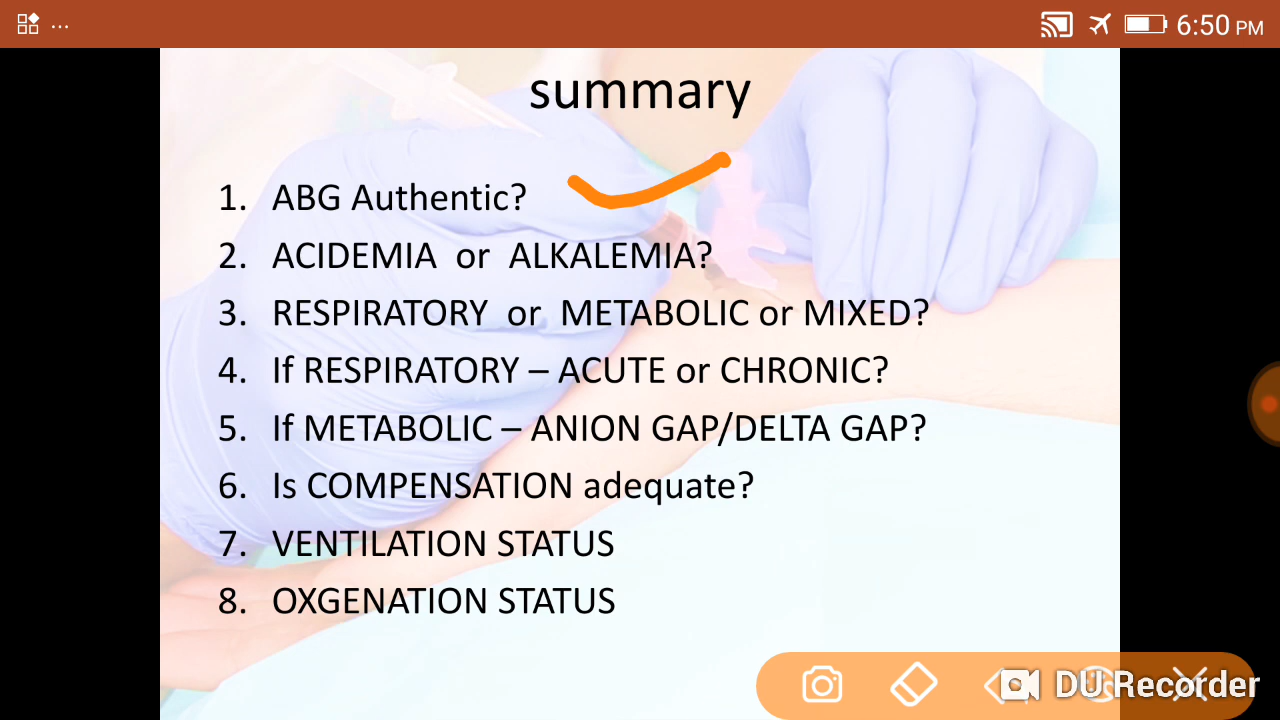 ... 6:50 PM
summary
1. ABG Authentic?
2. ACIDEMIA or ALKALEMIA?
3. RESPIRATORY or METABOLIC or MIXED?
4. If RESPIRATORY – ACUTE or CHRONIC?
5. If METABOLIC – ANION GAP/DELTA GAP?
6. Is COMPENSATION adequate?
7. VENTILATION STATUS
8. OXGENATION STATUS
DU Recorder